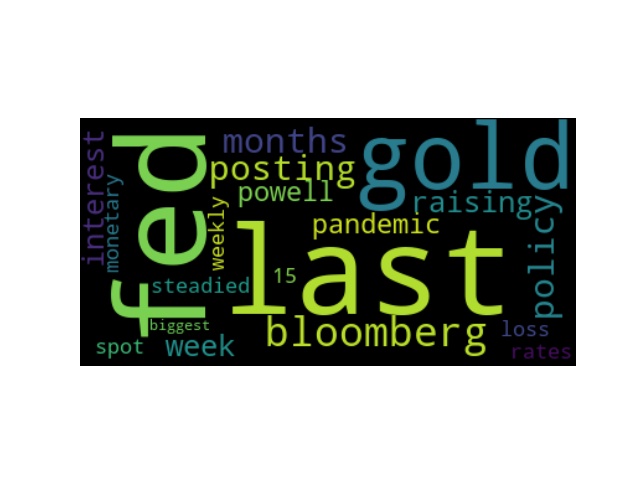 interest
monetary
fed
months
gold
posting
powell
raising
weekly
pandemic
policy
last
steadied
15
biggest
bloomberg
loss
spot
week
rates